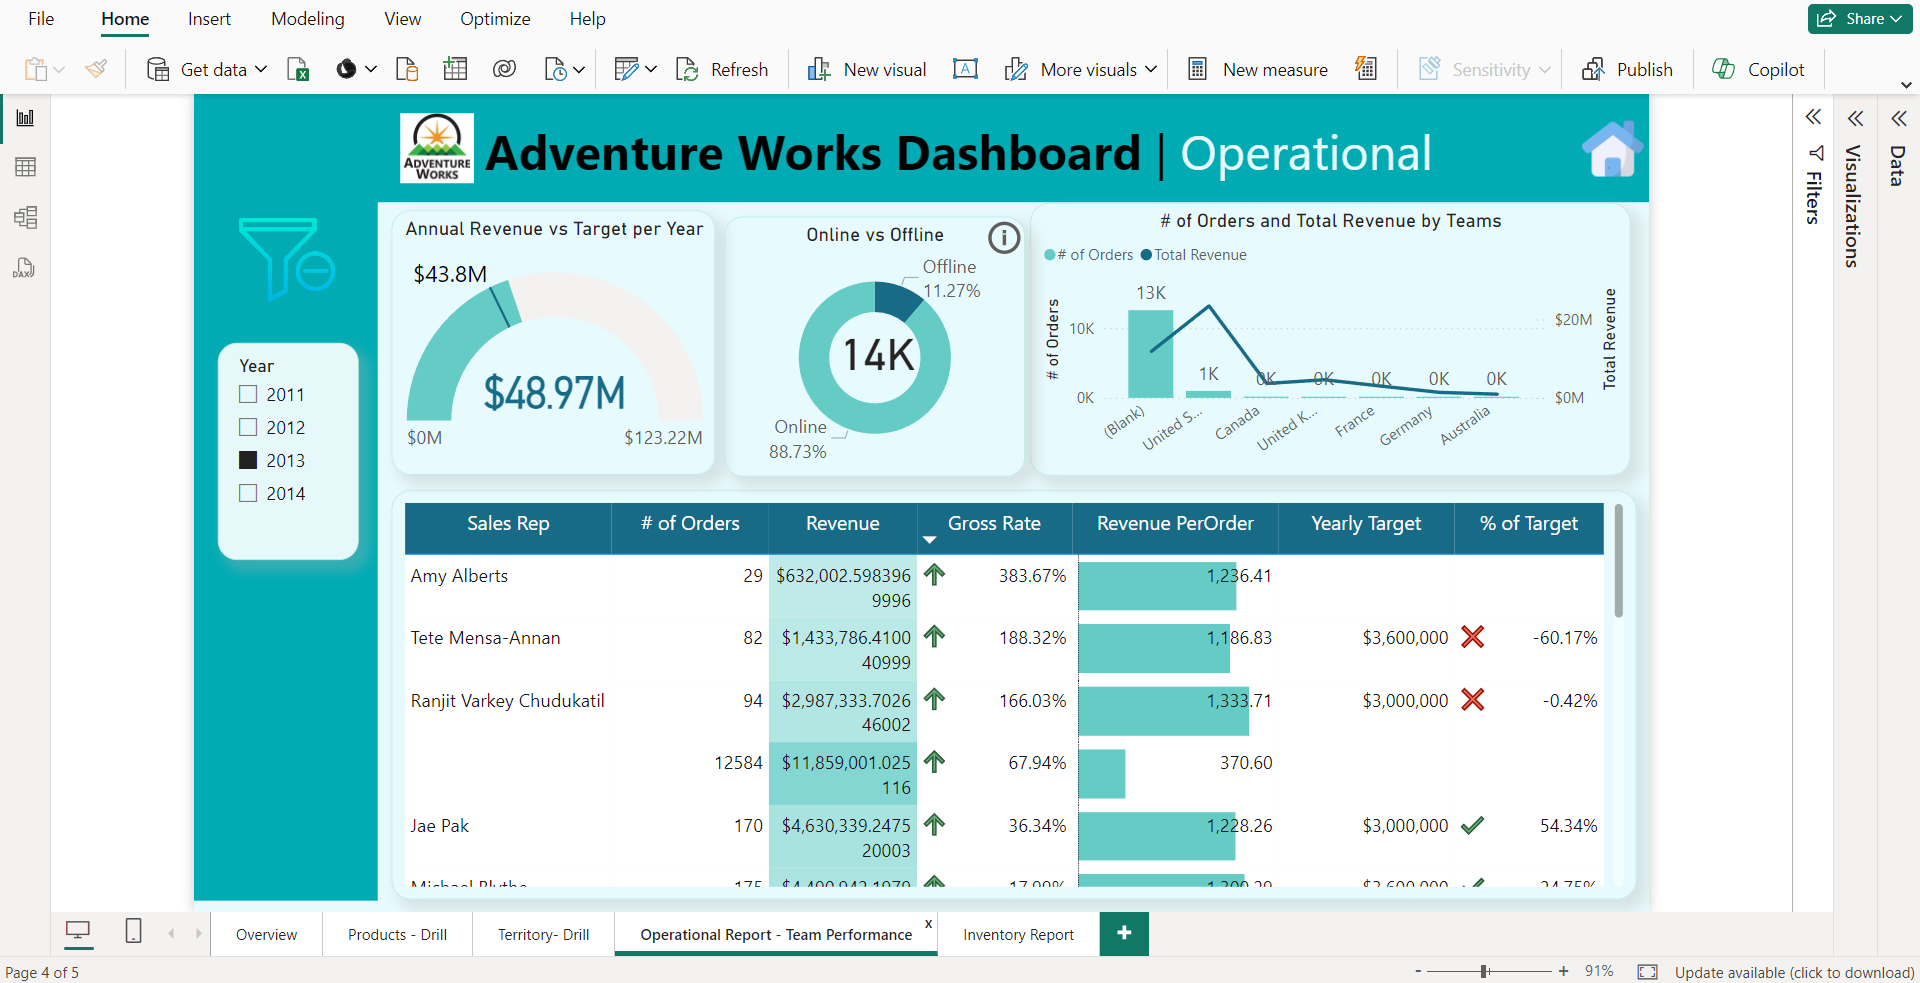 File Home Insert Modeling View Optimize Help Share
Get data Refresh New visual More visuals New measure Sensitivity Publish Copilot
ADVENTURE
WORKS
Adventure Works Dashboard | Operational
Filters
Visualizations
Data
Year
2011
2012
2013
2014
Annual Revenue vs Target per Year
$43.8M
$48.97M
$0M $123.22M
Online vs Offline
Offline
11.27%
14K
Online
88.73%
# of Orders and Total Revenue by Teams
# of Orders Total Revenue
# of Orders
10K
0K
13K 1K 0K 0K 0K 0K 0K
$20M
$0M
Total Revenue
(Blank) United S... Canada United K... France Germany Australia
Sales Rep # of Orders Revenue Gross Rate Revenue PerOrder Yearly Target % of Target
Amy Alberts 29 $632,002.598396 383.67% 1,236.41
9996
Tete Mensa-Annan 82 $1,433,786.4100 188.32% 1,186.83 $3,600,000 -60.17%
40999
Ranjit Varkey Chudukatil 94 $2,987,333.7026 166.03% 1,333.71 $3,000,000 -0.42%
46002
12584 $11,859,001.025 67.94% 370.60
116
Jae Pak 170 $4,630,339.2475 36.34% 1,228.26 $3,000,000 54.34%
20003
Overview Products - Drill Territory- Drill Operational Report - Team Performance x Inventory Report +
Page 4 of 5 - + 91% Update available (click to download)